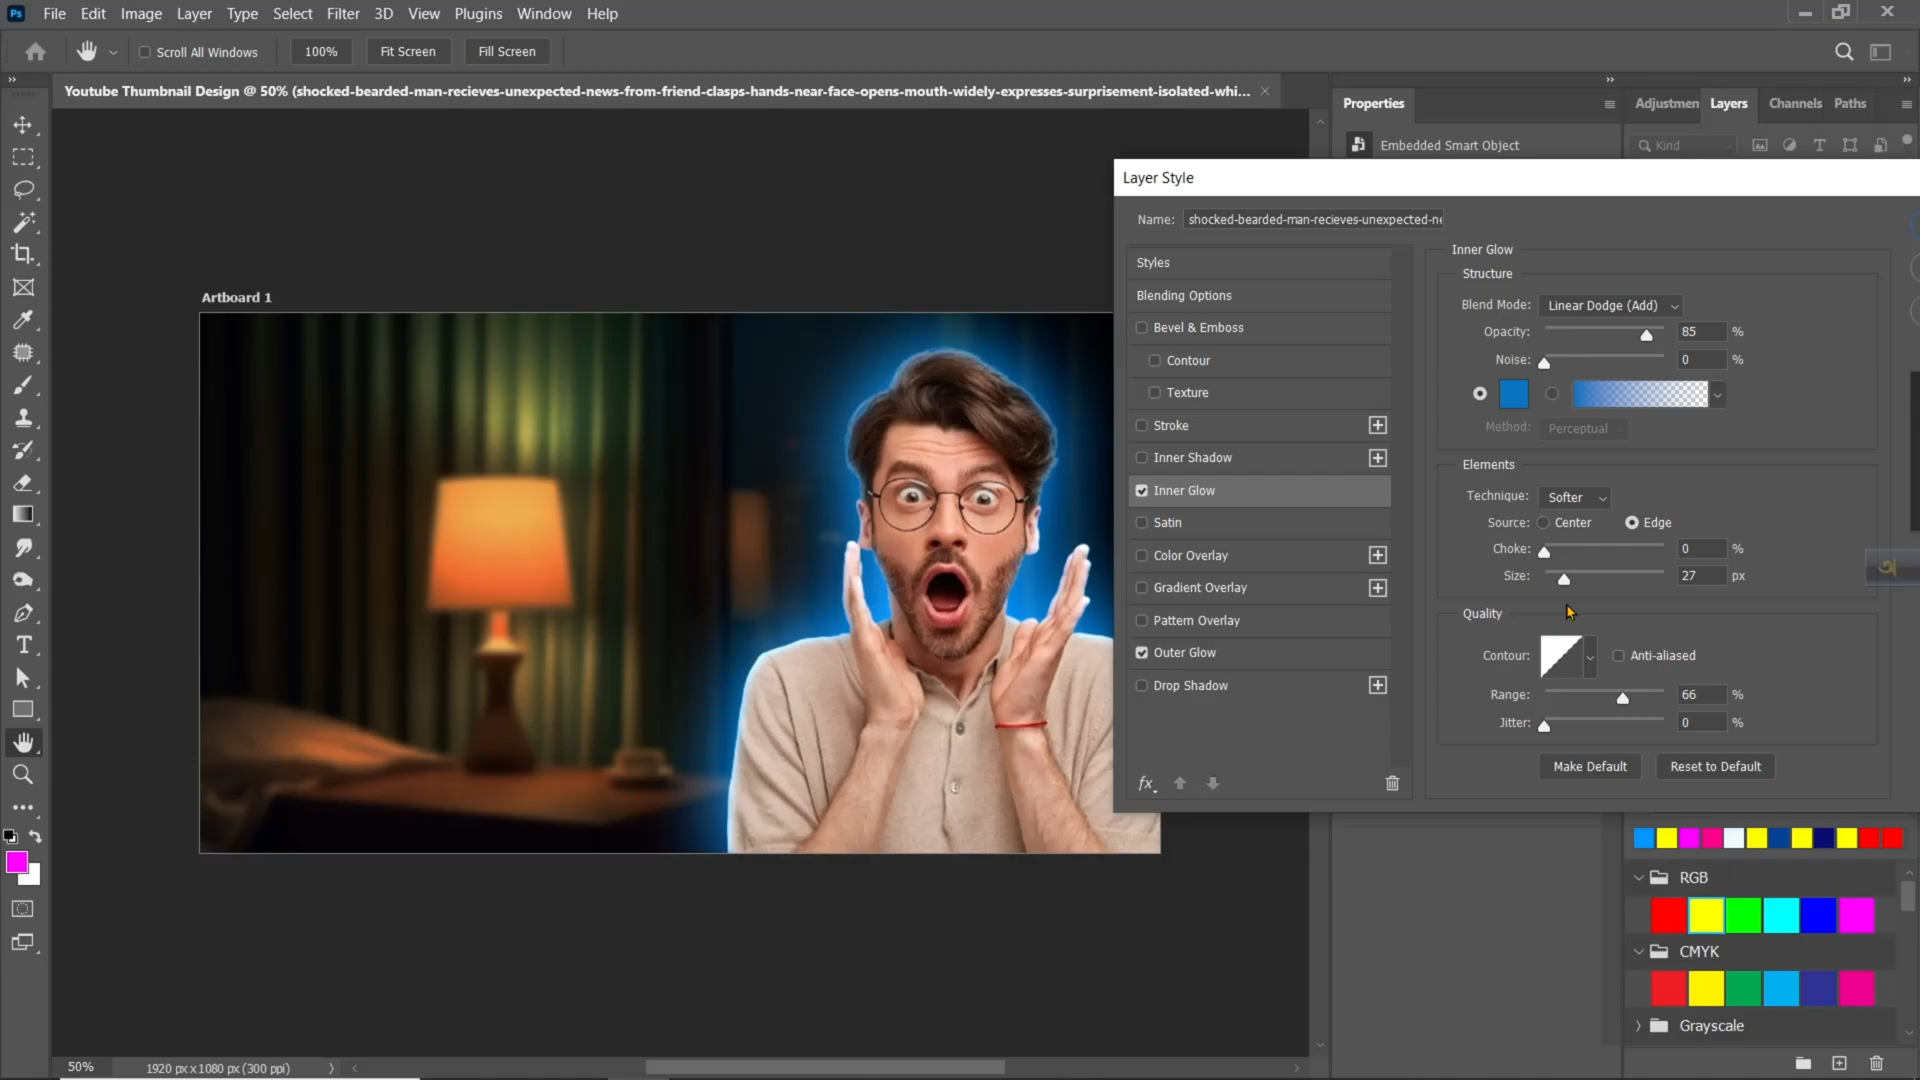 Ps File Edit Image Layer Type Select Filter 3D View Plugins Window Help
Scroll All Windows 100% Fit Screen Fill Screen
Youtube Thumbnail Design @ 50% (shocked-bearded-man-recieves-unexpected-news-from-friend-clasps-hands-near-face-opens-mouth-widely-expresses-surprisement-isolated-whi...
Properties
Adjustmen Layers Channels Paths
Embedded Smart Object
Kind
Artboard 1
Layer Style
Name: shocked-bearded-man-recieves-unexpected-ne
Styles
Blending Options
Bevel & Emboss
Contour
Texture
Stroke
Inner Shadow
Inner Glow
Satin
Color Overlay
Gradient Overlay
Pattern Overlay
Outer Glow
Drop Shadow
fx
Inner Glow
Structure
Blend Mode: Linear Dodge (Add)
Opacity: 85 %
Noise: 0 %
Method: Perceptual
Elements
Technique: Softer
Source: Center Edge
Choke: 0 %
Size: 27 px
Quality
Contour: Anti-aliased
Range: 66 %
Jitter: 0 %
Make Default Reset to Default
অ
RGB
CMYK
Grayscale
50% 1920 px x 1080 px (300 ppi)